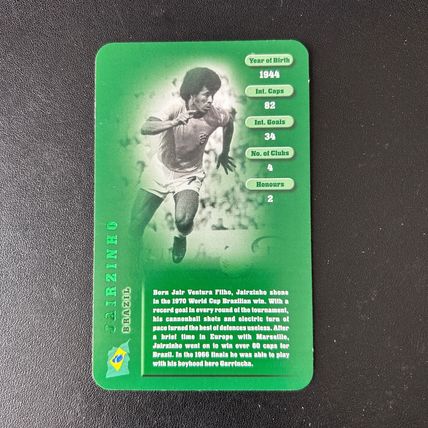 Year of Birth
1944
Int. Caps
82
Int. Goals
34
No. of Clubs
4
Honours
2
JAIRZINHO
BRAZIL
Born Jair Ventura Filho, Jairzinho shone
in the 1970 World Cup Brazilian win. With a
record goal in every round of the tournament,
his cannonball shots and electric turn of
pace turned the best of defences useless. After
a brief time in Europe with Marseille,
Jairzinho went on to win over 80 caps for
Brazil. In the 1966 finals he was able to play
with his boyhood hero Garrincha.